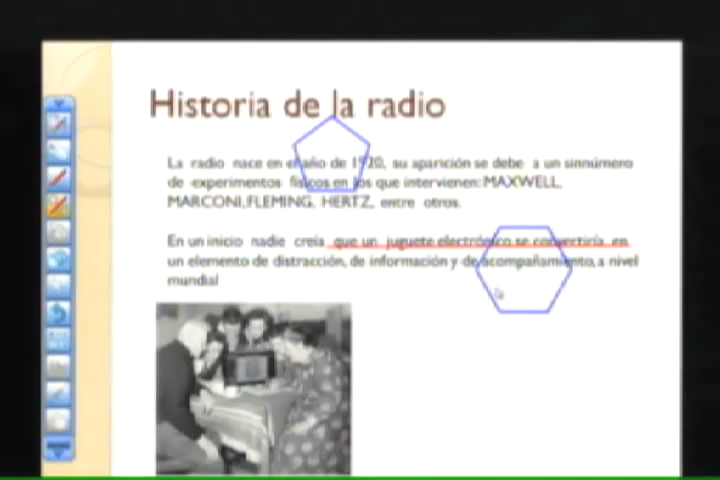 Historia de la radio
La radio nace en el año de 1920, su aparición se debe a un sinnúmero
de experimentos físicos en los que intervienen: MAXWELL,
MARCONI, FLEMING, HERTZ, entre otros.
En un inicio nadie creía que un juguete electrónico se convertiría en
un elemento de distracción, de información y de acompañamiento, a nivel
mundial